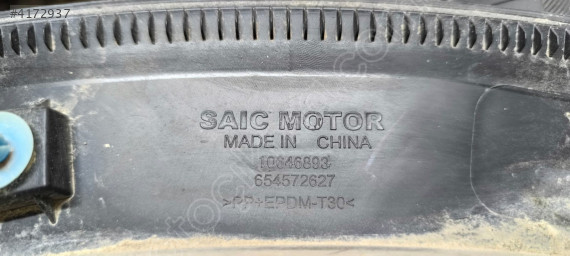 #4172937
SAIC MOTOR
MADE IN CHINA
10346893
654572627
>PP+EPDM-T30<